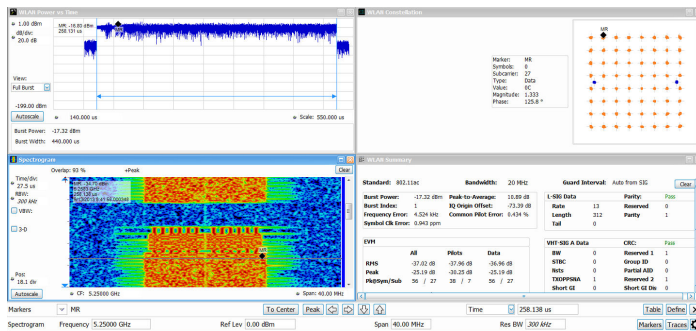 WLAN Power vs Time
1.00 dBm
dB/div:
20.0 dB
MR: -16.80 dBm
258.131 us
MR
View:
Full Burst
-199.00 dBm
Autoscale
140.000 us
Scale: 550.000 us
Burst Power: -17.32 dBm
Burst Width: 440.000 us
WLAN Constellation
Marker: MR
Symbols: 0
Subcarrier: 27
Type: Data
Value: 0C
Magnitude: 1.333
Phase: 125.8 °
MR
Spectrogram
Overlap: 93 %
+Peak
Clear
Time/div:
27.5 us
RBW:
300 kHz
VBW:
3-D
Pos:
18.1 div
Autoscale
MR
CF: 5.25000 GHz
Span: 40.00 MHz
WLAN Summary
Standard: 802.11ac Bandwidth: 20 MHz Guard Interval: Auto from SIG Clear
Burst Power: -17.32 dBm Peak-to-Average: 10.89 dB
Burst Index: 1 IQ Origin Offset: -73.39 dB
Frequency Error: 4.524 kHz Common Pilot Error: 0.434 %
Symbol Clk Error: 0.943 ppm
L-SIG Data Parity: Pass
Rate 13 Reserved 0
Length 312 Parity 1
Tail 0
EVM
All Pilots Data
RMS -37.02 dB -37.96 dB -36.96 dB
Peak -25.19 dB -30.25 dB -25.19 dB
Pk@Sym/Sub 56 / 27 38 / 7 56 / 27
VHT-SIG A Data CRC: Pass
BW 0 Reserved 1 1
STBC 0 Group ID 0
Nsts 0 Partial AID 0
TXOPPSNA 1 Reserved 2 1
Short GI 0 Short GI Dis 0
Markers MR To Center Peak Time 258.138 us Table Define
Spectrogram Frequency 5.25000 GHz Ref Lev 0.00 dBm Span 40.00 MHz Res BW 300 kHz Markers Traces